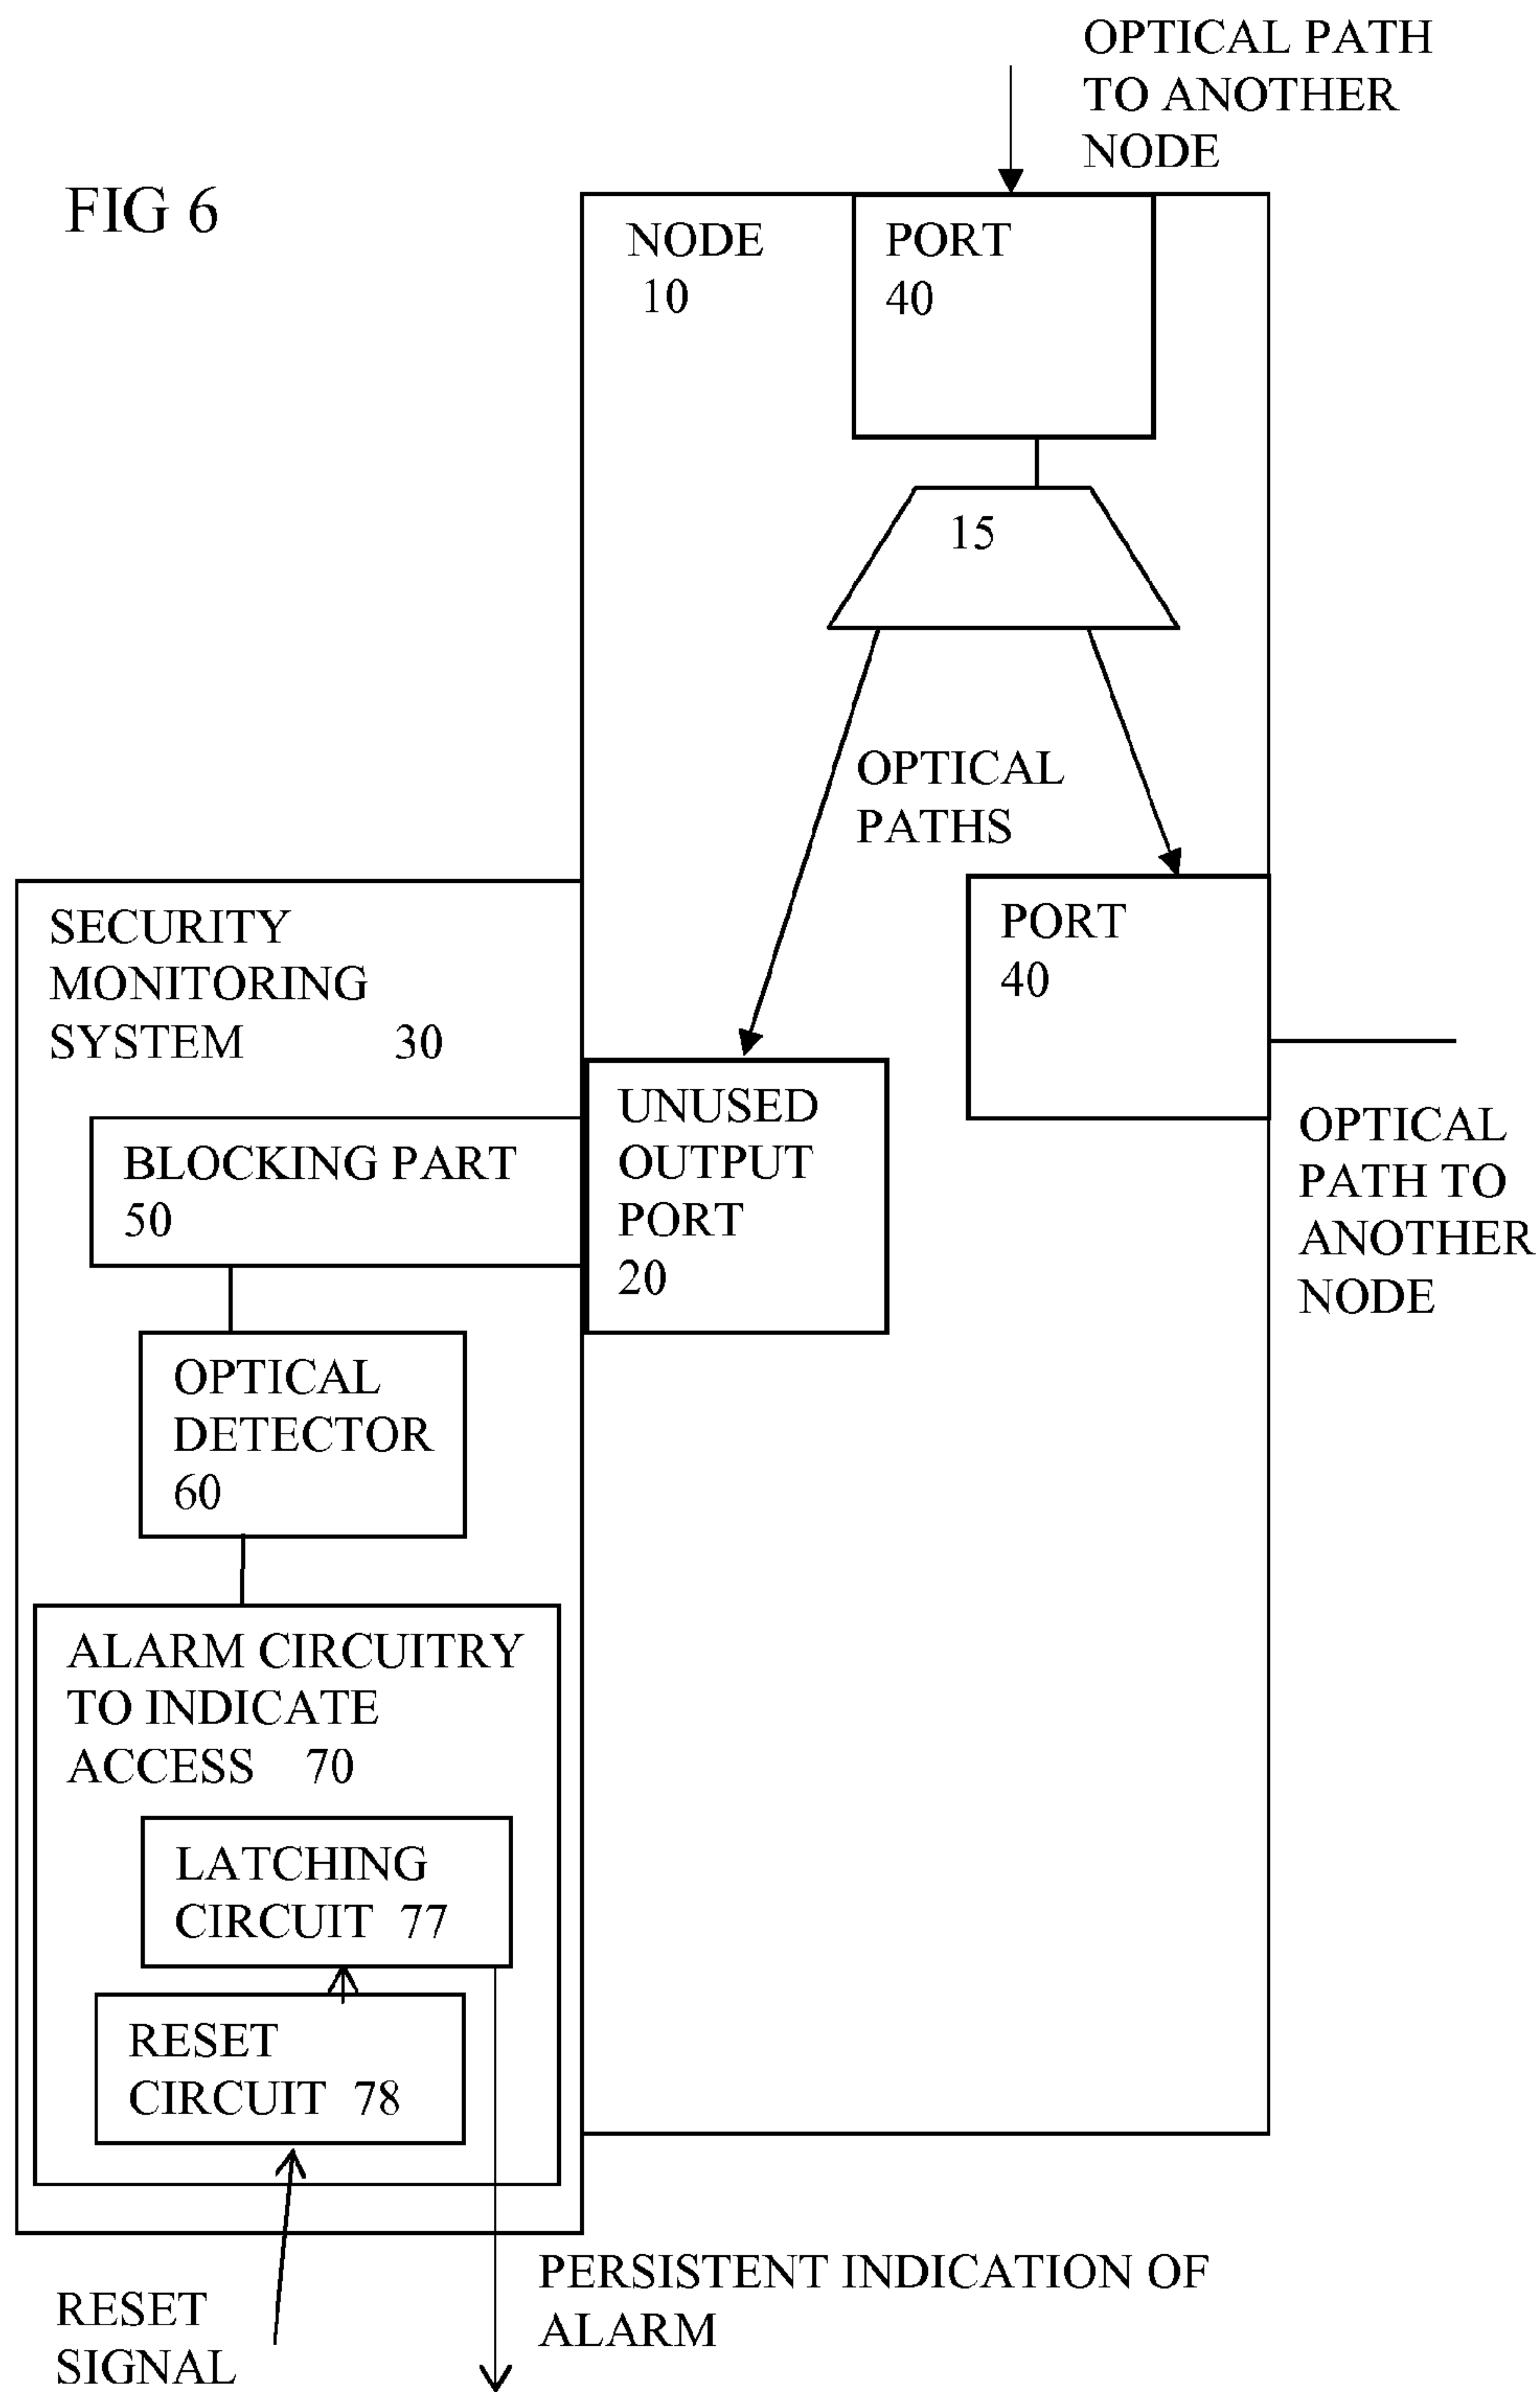 OPTICAL PATH
TO ANOTHER
NODE
FIG 6
NODE
10
PORT
40
15
OPTICAL
PATHS
PORT
40
SECURITY
MONITORING
SYSTEM 30
UNUSED
OUTPUT
PORT
20
BLOCKING PART
50
OPTICAL
PATH TO
ANOTHER
NODE
OPTICAL
DETECTOR
60
ALARM CIRCUITRY
TO INDICATE
ACCESS 70
LATCHING
CIRCUIT 77
RESET
CIRCUIT 78
RESET
SIGNAL
PERSISTENT INDICATION OF
ALARM